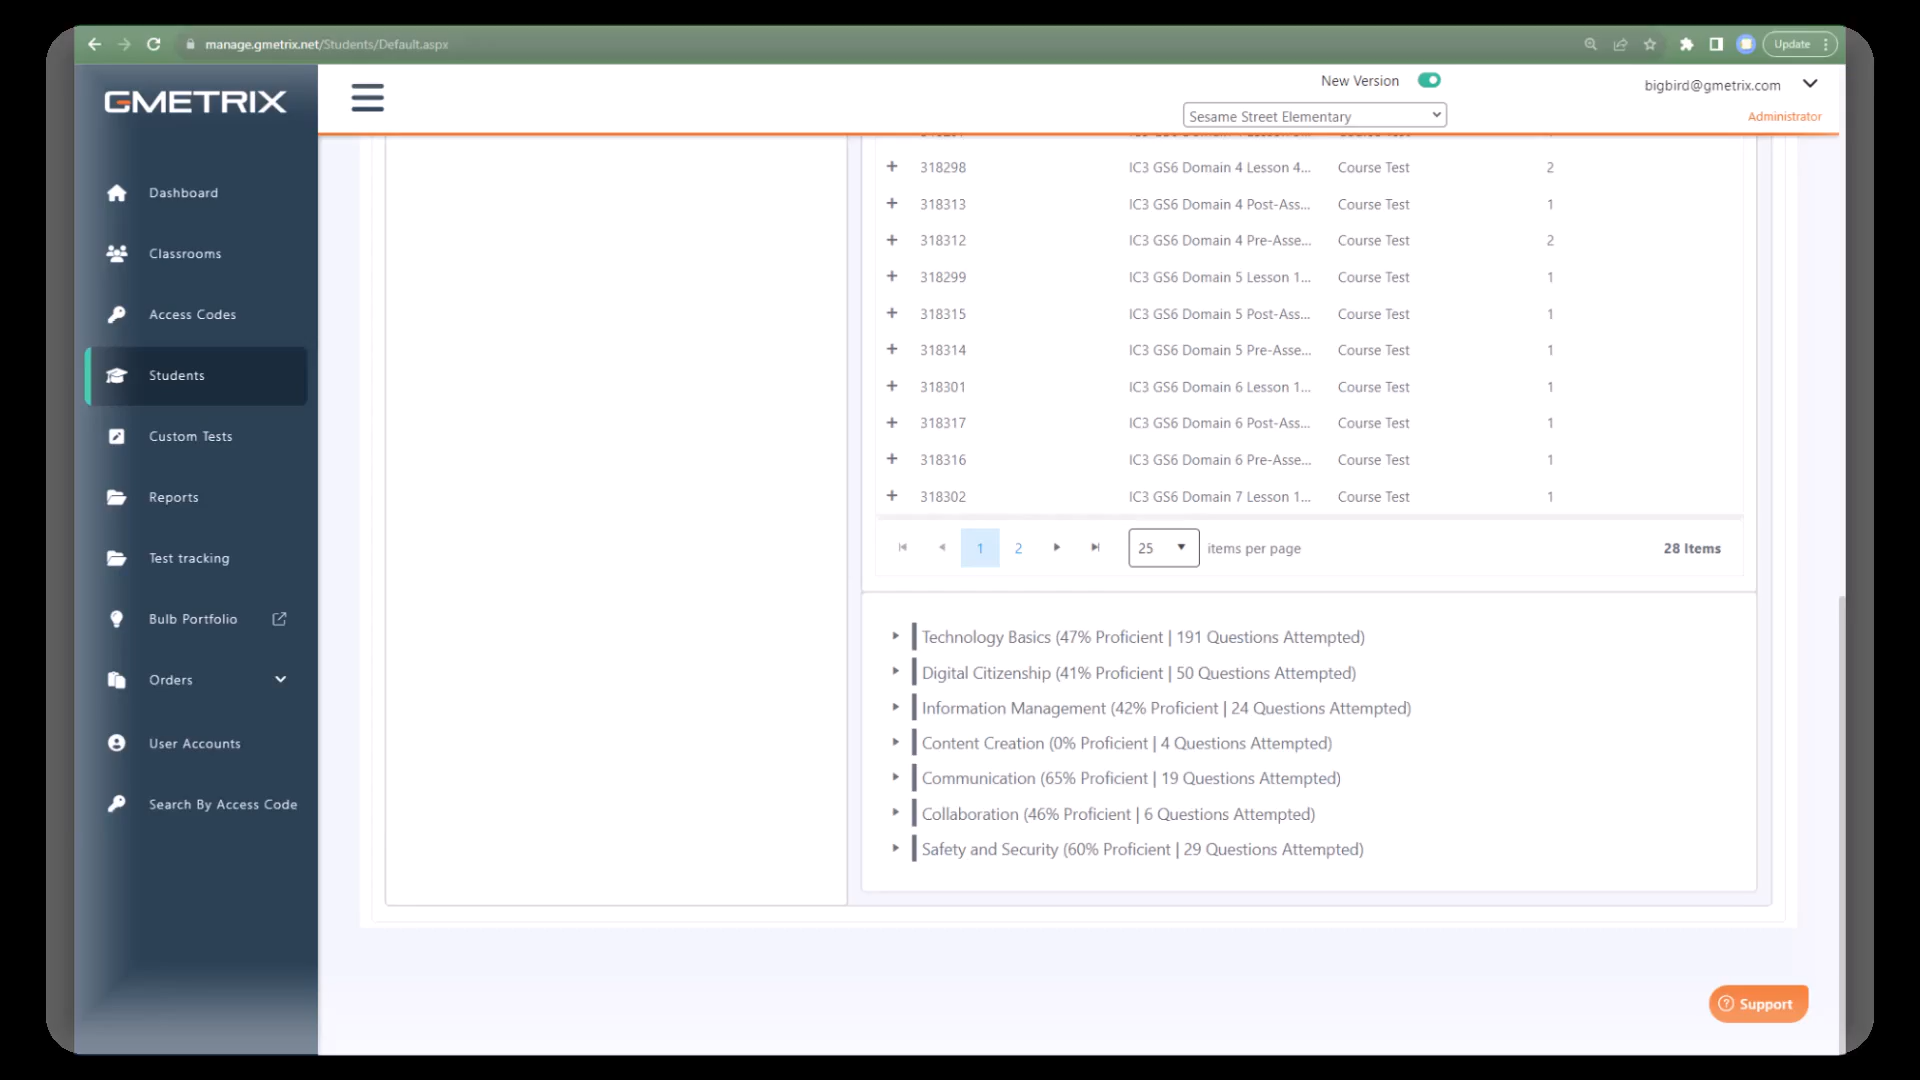 manage.gmetrix.net/Students/Default.aspx
Update
GMETRIX
New Version
bigbird@gmetrix.com
Sesame Street Elementary
Administrator
Dashboard
Classrooms
Access Codes
Students
Custom Tests
Reports
Test tracking
Bulb Portfolio
Orders
User Accounts
Search By Access Code
318298 IC3 GS6 Domain 4 Lesson 4... Course Test 2
318313 IC3 GS6 Domain 4 Post-Ass... Course Test 1
318312 IC3 GS6 Domain 4 Pre-Asse... Course Test 2
318299 IC3 GS6 Domain 5 Lesson 1... Course Test 1
318315 IC3 GS6 Domain 5 Post-Ass... Course Test 1
318314 IC3 GS6 Domain 5 Pre-Asse... Course Test 1
318301 IC3 GS6 Domain 6 Lesson 1... Course Test 1
318317 IC3 GS6 Domain 6 Post-Ass... Course Test 1
318316 IC3 GS6 Domain 6 Pre-Asse... Course Test 1
318302 IC3 GS6 Domain 7 Lesson 1... Course Test 1
1 2 25 items per page 28 Items
Technology Basics (47% Proficient | 191 Questions Attempted)
Digital Citizenship (41% Proficient | 50 Questions Attempted)
Information Management (42% Proficient | 24 Questions Attempted)
Content Creation (0% Proficient | 4 Questions Attempted)
Communication (65% Proficient | 19 Questions Attempted)
Collaboration (46% Proficient | 6 Questions Attempted)
Safety and Security (60% Proficient | 29 Questions Attempted)
Support